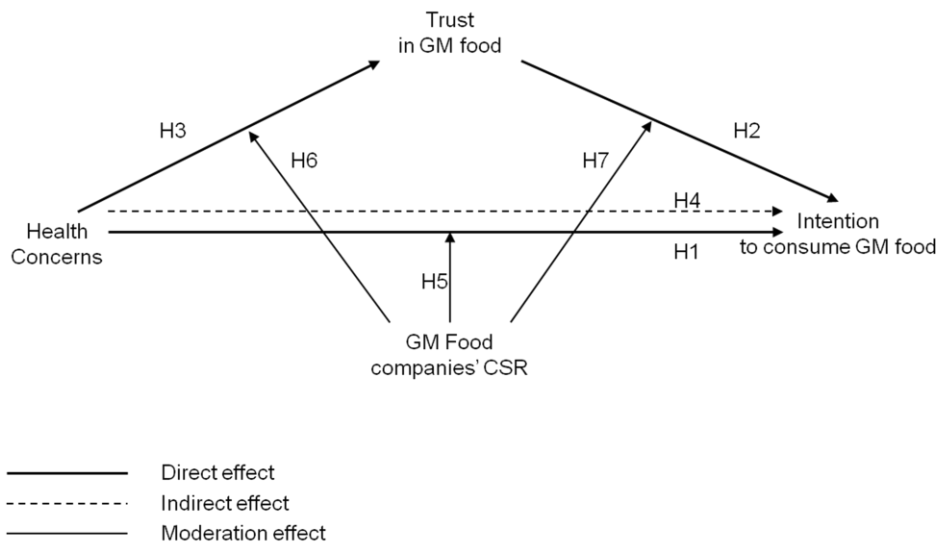 Trust
in GM food
H3
H2
H6
H7
H4
Health
Concerns
Intention
to consume GM food
H1
H5
GM Food
companies’ CSR
Direct effect
Indirect effect
Moderation effect